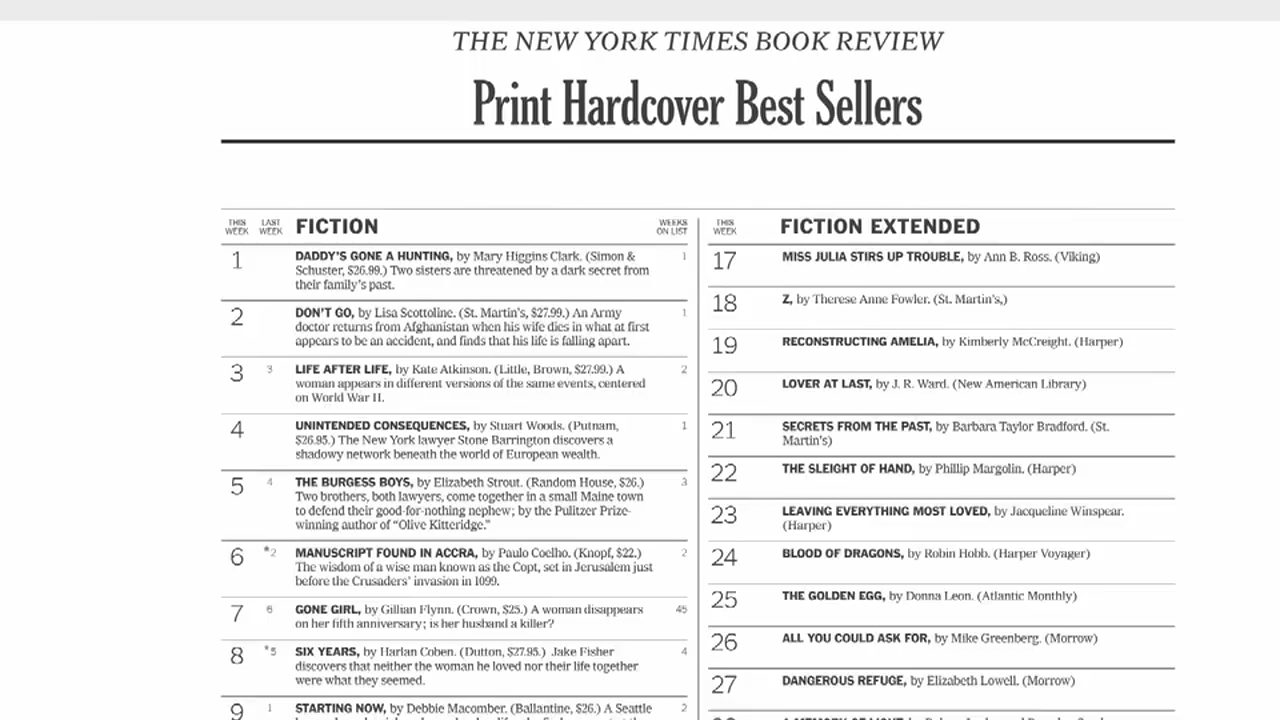 THE NEW YORK TIMES BOOK REVIEW
Print Hardcover Best Sellers
THIS WEEK LAST WEEK FICTION WEEKS ON LIST
1 DADDY'S GONE A HUNTING, by Mary Higgins Clark. (Simon & 1
Schuster, $26.99.) Two sisters are threatened by a dark secret from
their family's past.
2 DON'T GO, by Lisa Scottoline. (St. Martin's, $27.99.) An Army 1
doctor returns from Afghanistan when his wife dies in what at first
appears to be an accident, and finds that his life is falling apart.
3 3 LIFE AFTER LIFE, by Kate Atkinson. (Little, Brown, $27.99.) A 2
woman appears in different versions of the same events, centered
on World War II.
4 UNINTENDED CONSEQUENCES, by Stuart Woods. (Putnam, 1
$26.95.) The New York lawyer Stone Barrington discovers a
shadowy network beneath the world of European wealth.
5 4 THE BURGESS BOYS, by Elizabeth Strout. (Random House, $26.) 3
Two brothers, both lawyers, come together in a small Maine town
to defend their good-for-nothing nephew; by the Pulitzer Prize-
winning author of “Olive Kitteridge.”
6 *2 MANUSCRIPT FOUND IN ACCRA, by Paulo Coelho. (Knopf, $22.) 2
The wisdom of a wise man known as the Copt, set in Jerusalem just
before the Crusaders' invasion in 1099.
7 6 GONE GIRL, by Gillian Flynn. (Crown, $25.) A woman disappears 45
on her fifth anniversary; is her husband a killer?
8 *5 SIX YEARS, by Harlan Coben. (Dutton, $27.95.) Jake Fisher 4
discovers that neither the woman he loved nor their life together
were what they seemed.
9 1 STARTING NOW, by Debbie Macomber. (Ballantine, $26.) A Seattle 2
THIS WEEK FICTION EXTENDED
17 MISS JULIA STIRS UP TROUBLE, by Ann B. Ross. (Viking)
18 Z, by Therese Anne Fowler. (St. Martin's,)
19 RECONSTRUCTING AMELIA, by Kimberly McCreight. (Harper)
20 LOVER AT LAST, by J. R. Ward. (New American Library)
21 SECRETS FROM THE PAST, by Barbara Taylor Bradford. (St.
Martin's)
22 THE SLEIGHT OF HAND, by Phillip Margolin. (Harper)
23 LEAVING EVERYTHING MOST LOVED, by Jacqueline Winspear.
(Harper)
24 BLOOD OF DRAGONS, by Robin Hobb. (Harper Voyager)
25 THE GOLDEN EGG, by Donna Leon. (Atlantic Monthly)
26 ALL YOU COULD ASK FOR, by Mike Greenberg. (Morrow)
27 DANGEROUS REFUGE, by Elizabeth Lowell. (Morrow)